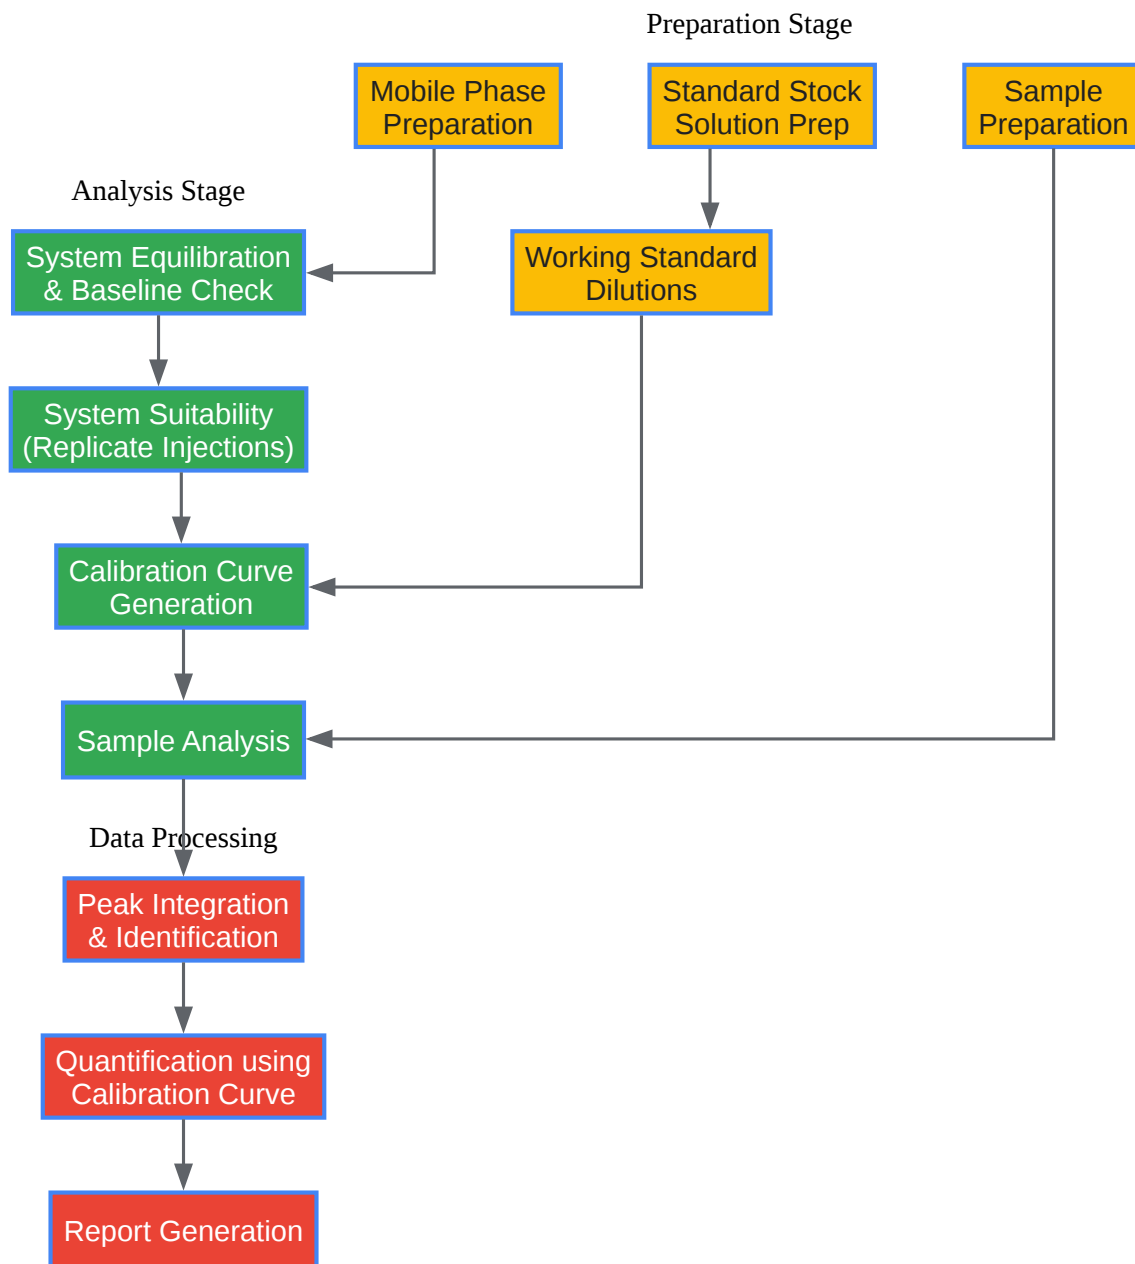 Preparation Stage
Mobile Phase
Preparation
Standard Stock
Solution Prep
Sample
Preparation
Analysis Stage
System Equilibration
& Baseline Check
Working Standard
Dilutions
System Suitability
(Replicate Injections)
Calibration Curve
Generation
Sample Analysis
Data Processing
Peak Integration
& Identification
Quantification using
Calibration Curve
Report Generation